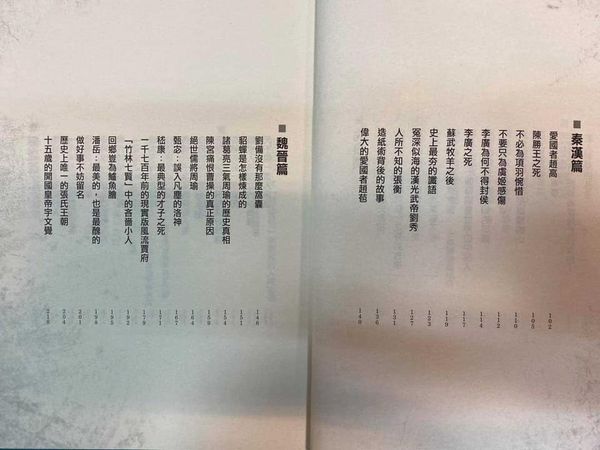 ■秦漢篇
愛國者趙高 102
陳勝王之死 105
不必為項羽惋惜 110
不要只為虞姬感傷 112
李廣為何不得封侯 114
李廣之死 117
蘇武牧羊之後 119
史上最夯的讖語 123
冤深似海的漢光武帝劉秀 127
人所不知的張衡 131
造紙術背後的故事 136
偉大的愛國者趙苞 140
■魏晉篇
劉備沒有那麼窩囊 146
貂蟬是怎樣煉成的 151
諸葛亮三氣周瑜的歷史真相 154
陳宮痛恨曹操的真正原因 159
絕世儒將周瑜 164
甄宓：誤入凡塵的洛神 167
嵇康：最典型的才子之死 171
一千七百年前的現實版風流賈府 179
「竹林七賢」中的吝嗇小人 192
回鄉豈為鱸魚膾 195
潘岳：最美的，也是最醜的 198
做好事不妨留名 201
歷史上唯一的張氏王朝 204
十五歲的開國皇帝宇文覺 218